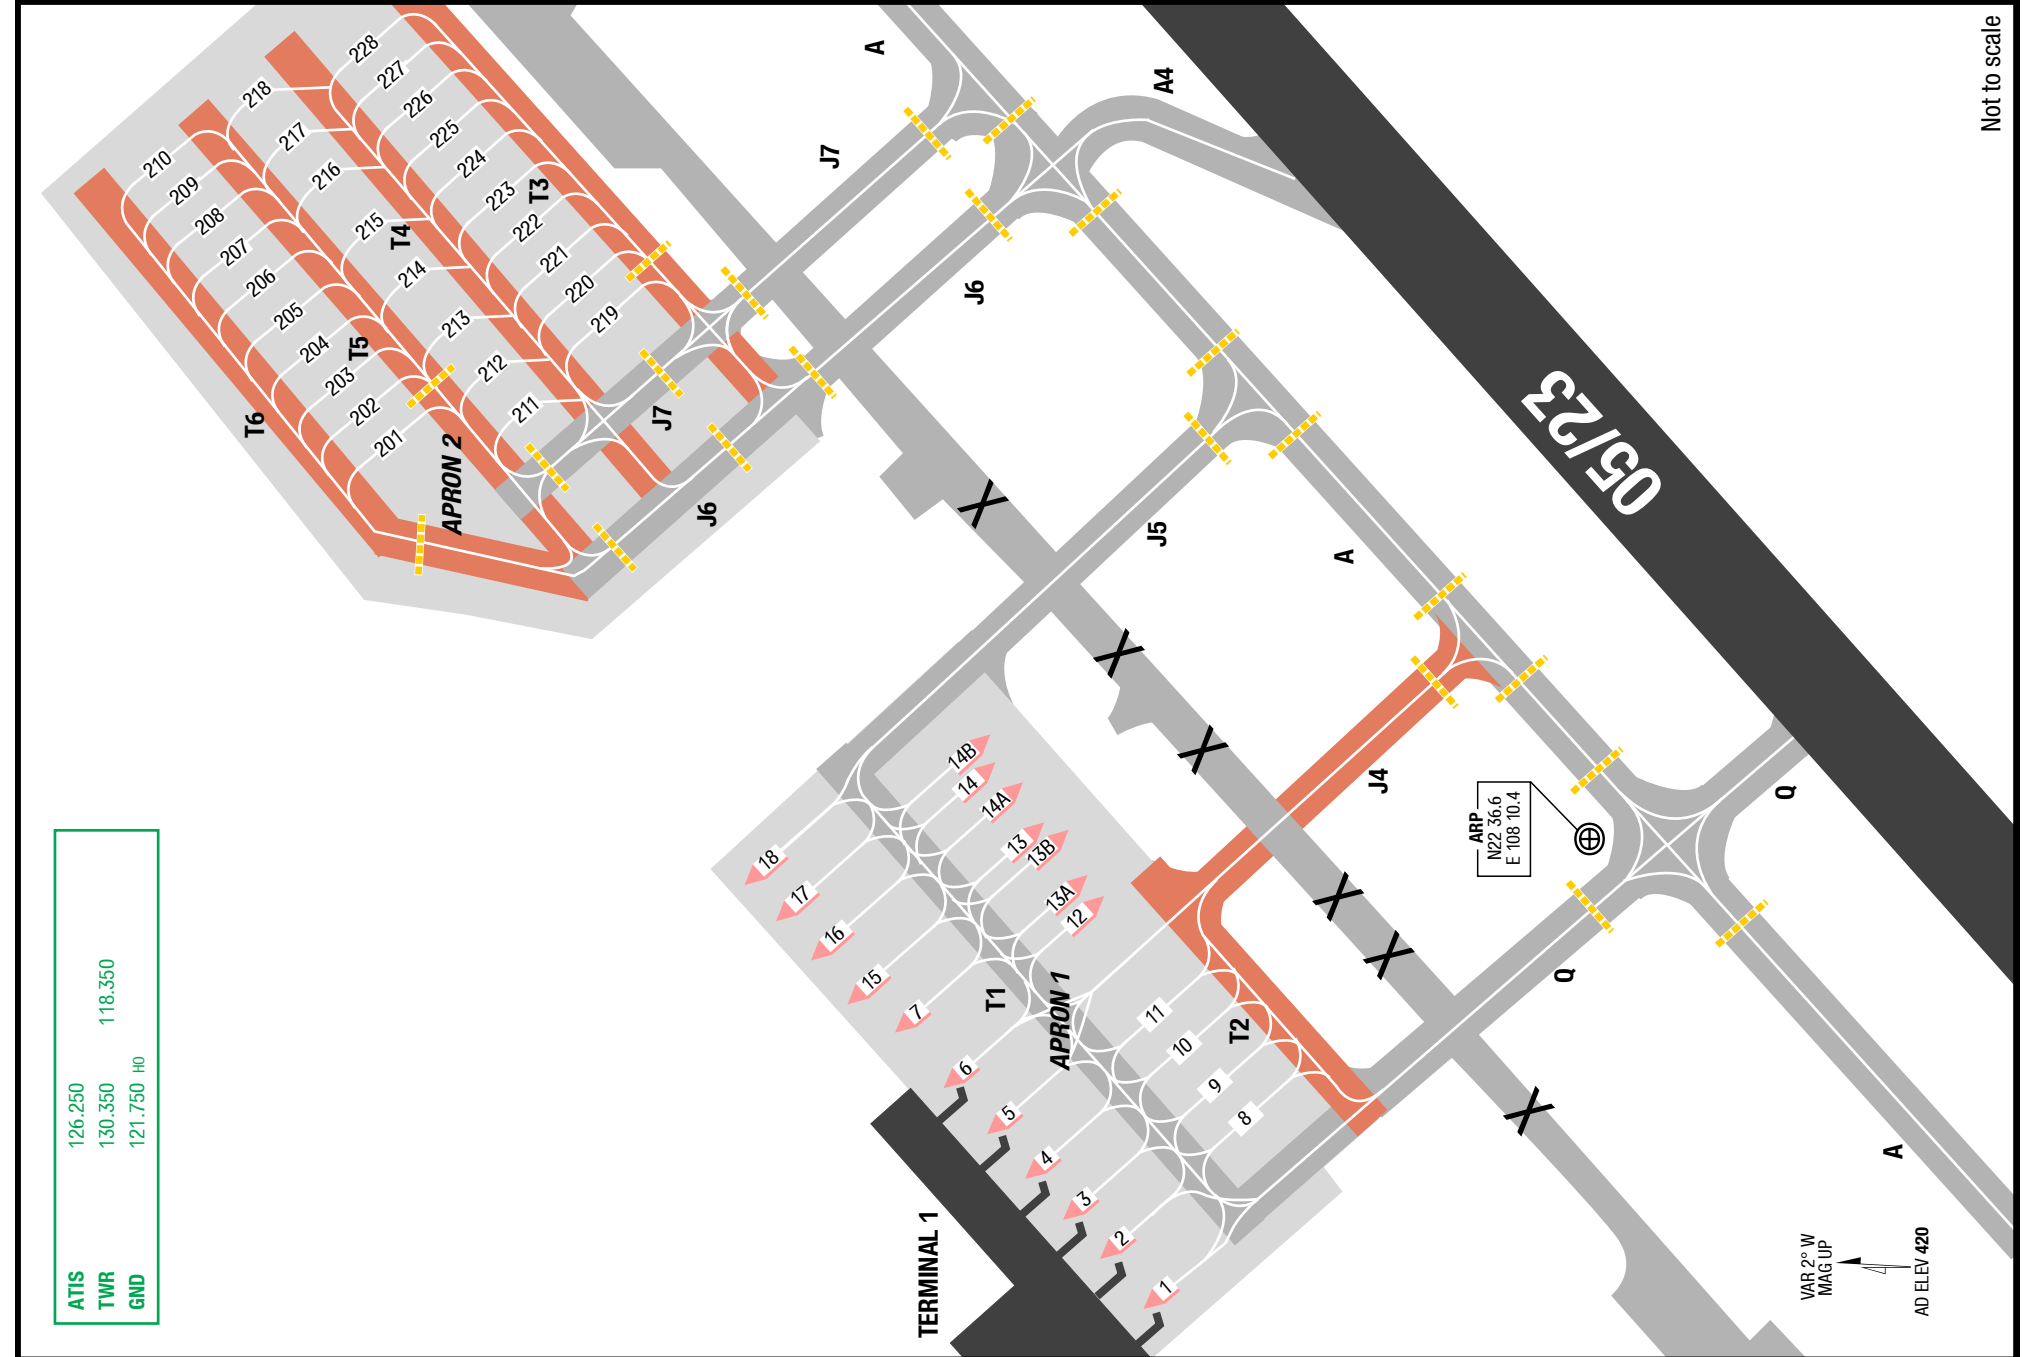 Not to scale
A
A4
J7
J6
228
227
226
225
224
223
222
221
220
219
T3
218
217
216
215
214
213
212
211
T4
210
209
208
207
206
205
204
203
202
201
T5
T6
APRON 2
J7
J6
J5
A
05/23
14B
14
14A
13
13B
13A
12
18
17
16
15
7
6
5
4
3
2
1
T1
APRON 1
11
10
9
8
T2
J4
ARP
N22 36.6
E 108 10.4
Q
Q
A
TERMINAL 1
ATIS 126.250
TWR 130.350 118.350
GND 121.750 HO
VAR 2° W
MAG UP
AD ELEV 420